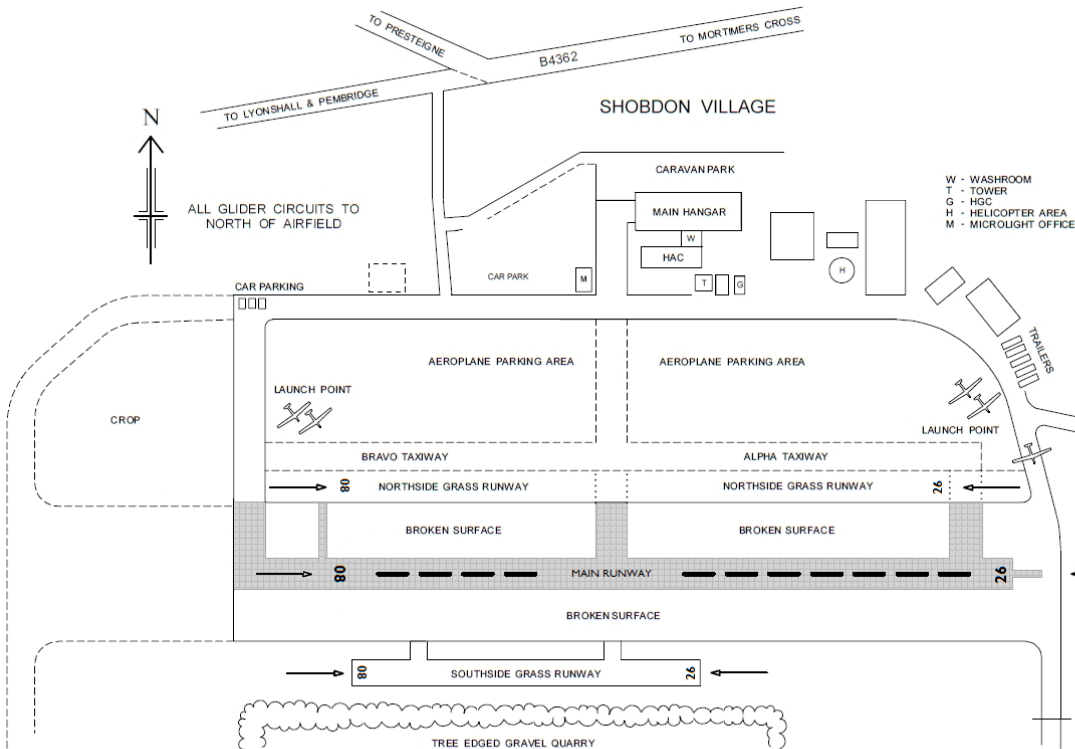 TO PRESTEIGNE
B4362
TO MORTIMERS CROSS
TO LYONSHALL & PEMBRIDGE
SHOBDON VILLAGE
N
ALL GLIDER CIRCUITS TO
NORTH OF AIRFIELD
CARAVAN PARK
W - WASHROOM
T - TOWER
G - HGC
H - HELICOPTER AREA
M - MICROLIGHT OFFICE
MAIN HANGAR
W
HAC
H
CAR PARK
M
T
G
CAR PARKING
TRAILERS
AEROPLANE PARKING AREA
AEROPLANE PARKING AREA
LAUNCH POINT
LAUNCH POINT
CROP
BRAVO TAXIWAY
ALPHA TAXIWAY
08
NORTHSIDE GRASS RUNWAY
NORTHSIDE GRASS RUNWAY
26
BROKEN SURFACE
BROKEN SURFACE
08
MAIN RUNWAY
26
BROKEN SURFACE
08
SOUTHSIDE GRASS RUNWAY
26
TREE EDGED GRAVEL QUARRY